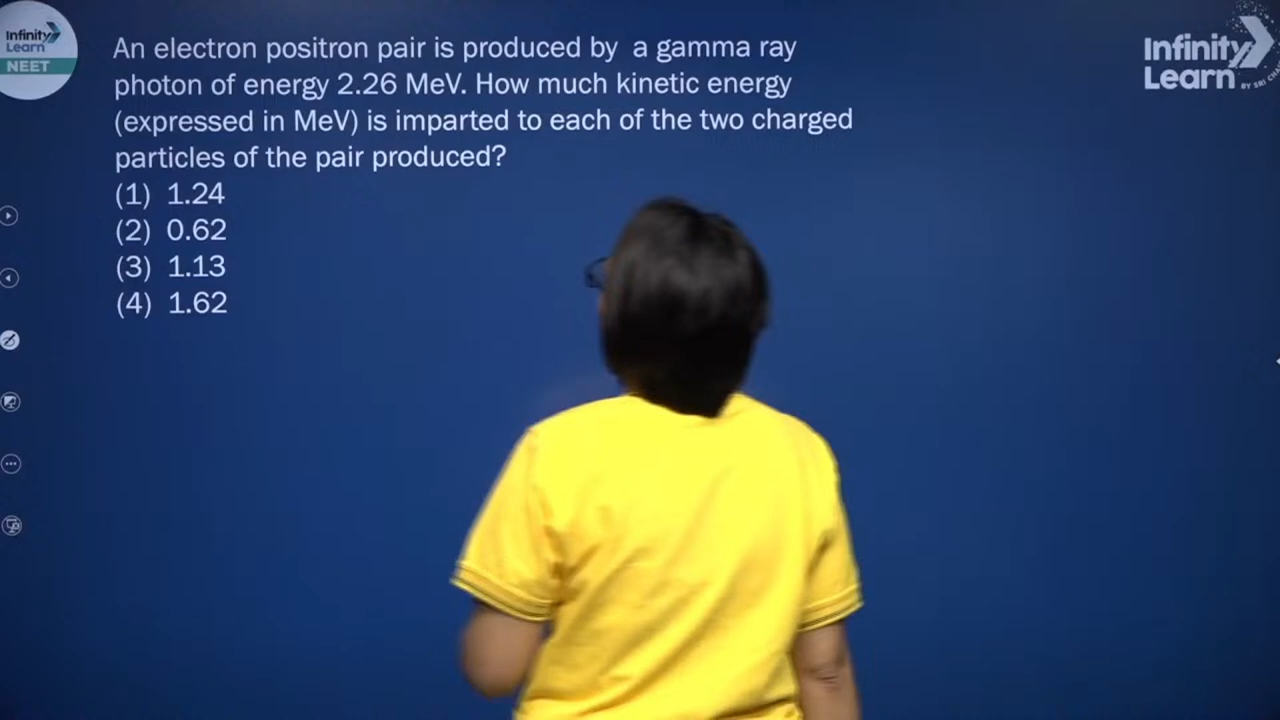 Infinity
Learn
NEET
An electron positron pair is produced by a gamma ray
photon of energy 2.26 MeV. How much kinetic energy
(expressed in MeV) is imparted to each of the two charged
particles of the pair produced?
(1) 1.24
(2) 0.62
(3) 1.13
(4) 1.62
Infinity
Learn
BY SRI